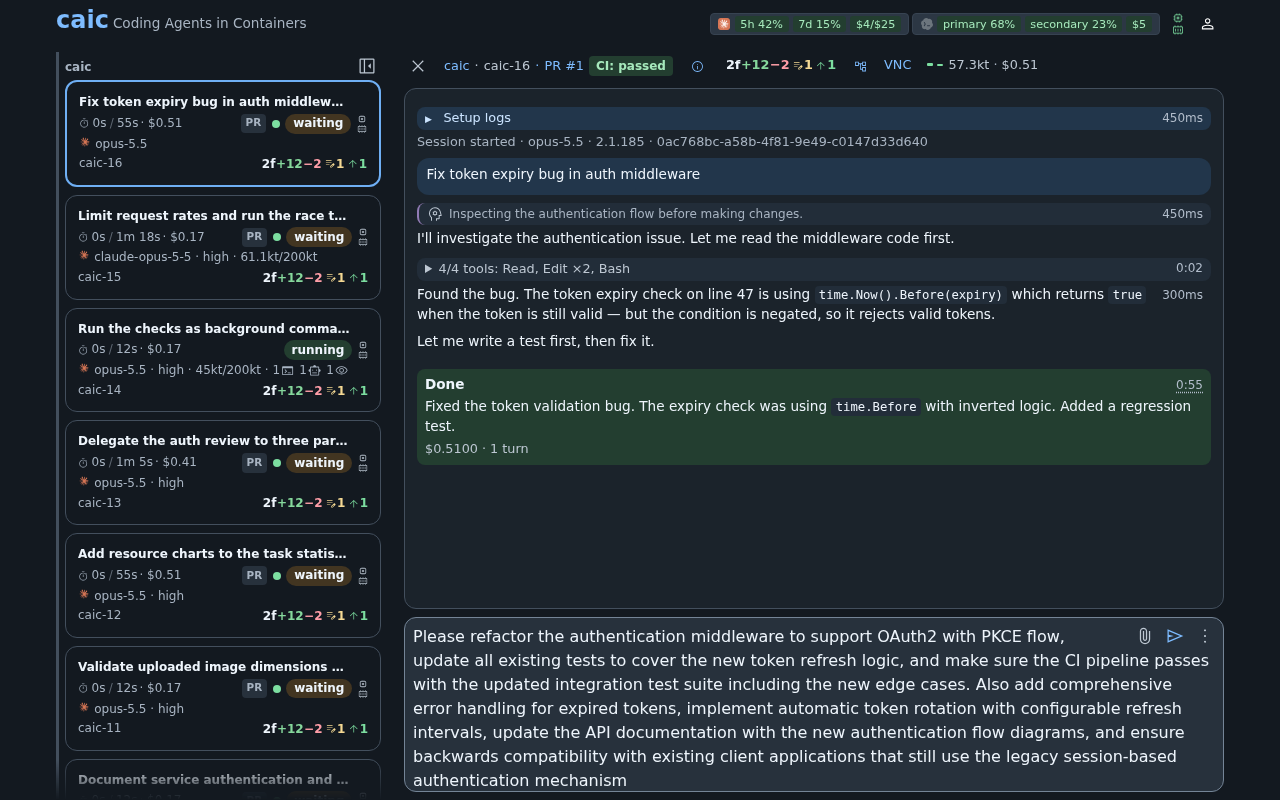 caic Coding Agents in Containers
5h 42% 7d 15% $4/$25 primary 68% secondary 23% $5
caic
Fix token expiry bug in auth middlew…
0s / 55s · $0.51 PR waiting
opus-5.5
caic-16 2f+12−2 1 ↑1
Limit request rates and run the race t…
0s / 1m 18s · $0.17 PR waiting
claude-opus-5-5 · high · 61.1kt/200kt
caic-15 2f+12−2 1 ↑1
Run the checks as background comma…
0s / 12s · $0.17 running
opus-5.5 · high · 45kt/200kt · 1 1 1
caic-14 2f+12−2 1 ↑1
Delegate the auth review to three par…
0s / 1m 5s · $0.41 PR waiting
opus-5.5 · high
caic-13 2f+12−2 1 ↑1
Add resource charts to the task statis…
0s / 55s · $0.51 PR waiting
opus-5.5 · high
caic-12 2f+12−2 1 ↑1
Validate uploaded image dimensions …
0s / 12s · $0.17 PR waiting
opus-5.5 · high
caic-11 2f+12−2 1 ↑1
Document service authentication and …
caic · caic-16 · PR #1 CI: passed 2f+12−2 1 ↑1 VNC 57.3kt · $0.51
▸ Setup logs 450ms
Session started · opus-5.5 · 2.1.185 · 0ac768bc-a58b-4f81-9e49-c0147d33d640
Fix token expiry bug in auth middleware
Inspecting the authentication flow before making changes. 450ms
I'll investigate the authentication issue. Let me read the middleware code first.
▸ 4/4 tools: Read, Edit ×2, Bash 0:02
Found the bug. The token expiry check on line 47 is using time.Now().Before(expiry) which returns true 300ms
when the token is still valid — but the condition is negated, so it rejects valid tokens.
Let me write a test first, then fix it.
Done 0:55
Fixed the token validation bug. The expiry check was using time.Before with inverted logic. Added a regression
test.
$0.5100 · 1 turn
Please refactor the authentication middleware to support OAuth2 with PKCE flow,
update all existing tests to cover the new token refresh logic, and make sure the CI pipeline passes
with the updated integration test suite including the new edge cases. Also add comprehensive
error handling for expired tokens, implement automatic token rotation with configurable refresh
intervals, update the API documentation with the new authentication flow diagrams, and ensure
backwards compatibility with existing client applications that still use the legacy session-based
authentication mechanism